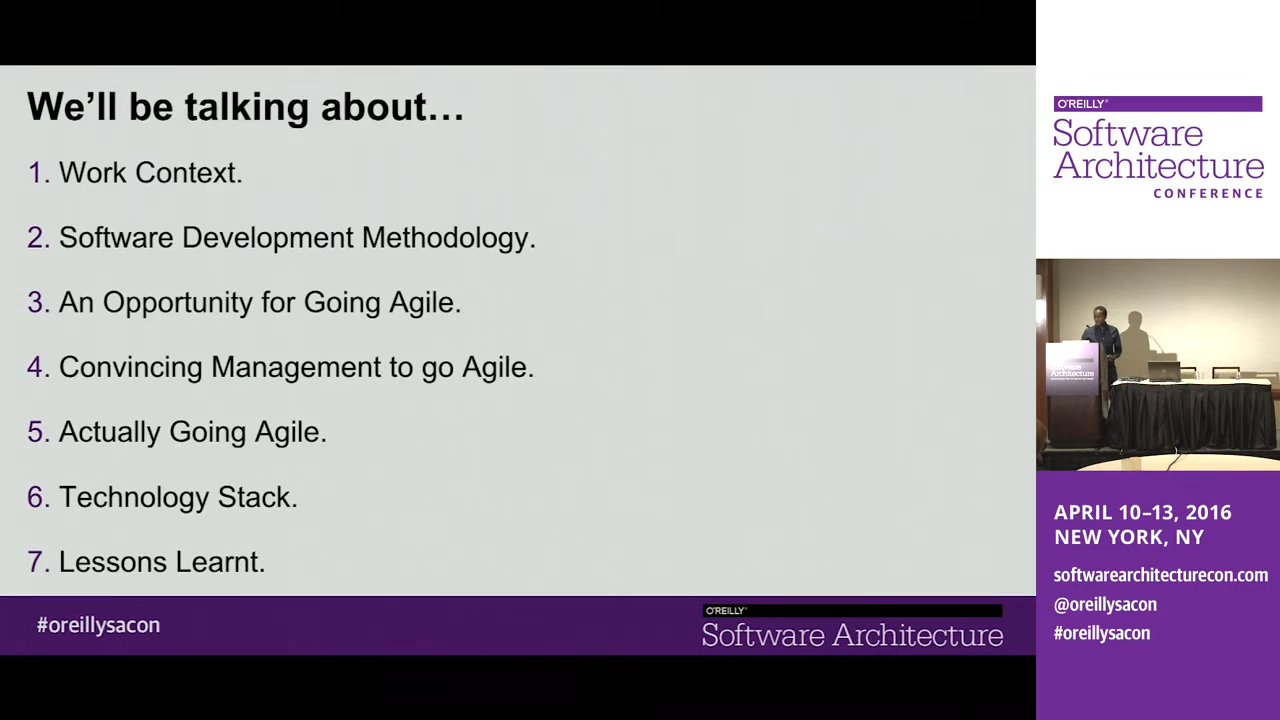 We’ll be talking about…
1. Work Context.
2. Software Development Methodology.
3. An Opportunity for Going Agile.
4. Convincing Management to go Agile.
5. Actually Going Agile.
6. Technology Stack.
7. Lessons Learnt.
#oreillysacon
O'REILLY®
Software Architecture
O'REILLY®
Software
Architecture
CONFERENCE
Software
Architecture
APRIL 10–13, 2016
NEW YORK, NY
softwarearchitecturecon.com
@oreillysacon
#oreillysacon